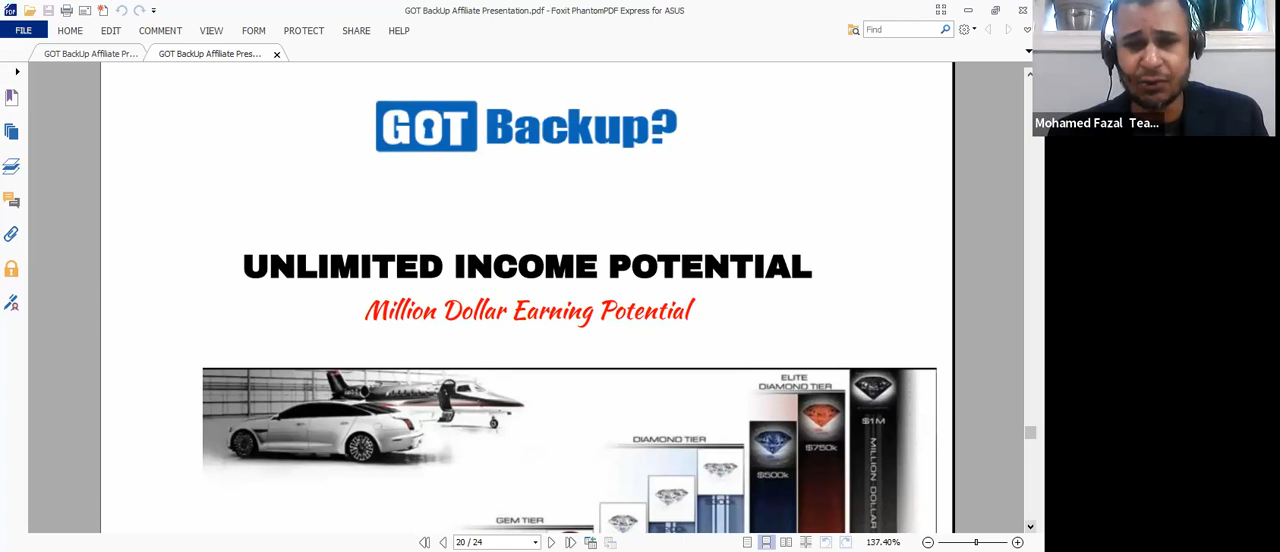 GOT BackUp Affiliate Presentation.pdf - Foxit PhantomPDF Express for ASUS
FILE HOME EDIT COMMENT VIEW FORM PROTECT SHARE HELP
Find
GOT BackUp Affiliate Pr...
GOT BackUp Affiliate Pres...
Mohamed Fazal Tea...
GOT Backup?
UNLIMITED INCOME POTENTIAL
Million Dollar Earning Potential
ELITE
DIAMOND TIER
$1M
DIAMOND TIER
$750k
$500k
MILLION DOLLAR
GEM TIER
20 / 24
137.40%